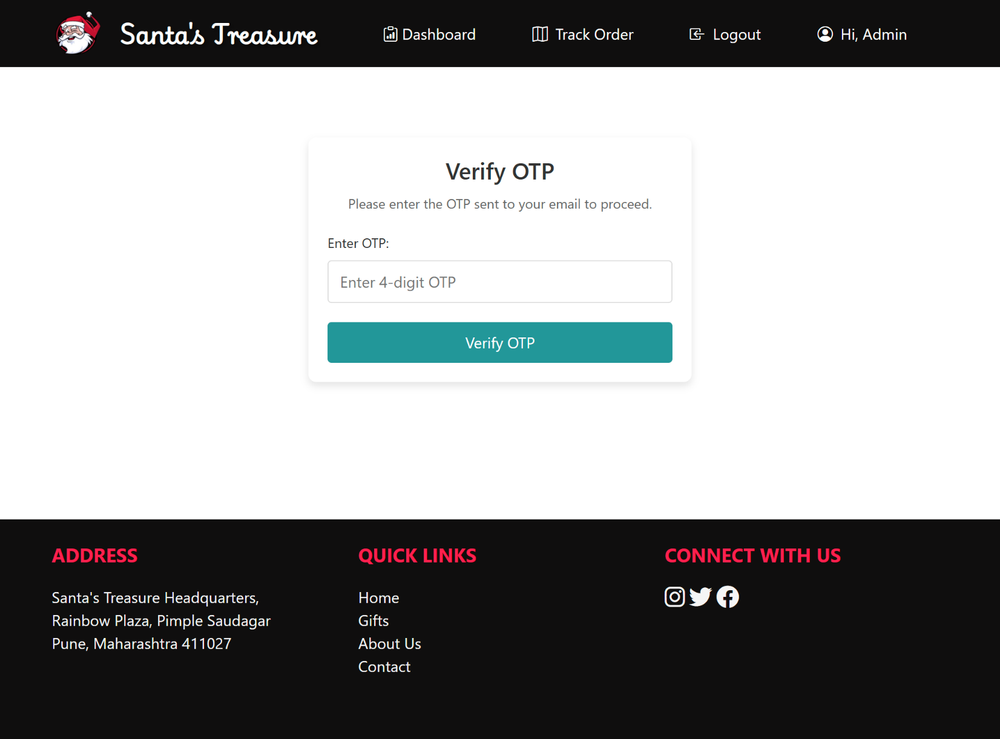 Santa's Treasure
Dashboard
Track Order
Logout
Hi, Admin
Verify OTP
Please enter the OTP sent to your email to proceed.
Enter OTP:
Enter 4-digit OTP
Verify OTP
ADDRESS
Santa's Treasure Headquarters,
Rainbow Plaza, Pimple Saudagar
Pune, Maharashtra 411027
QUICK LINKS
Home
Gifts
About Us
Contact
CONNECT WITH US